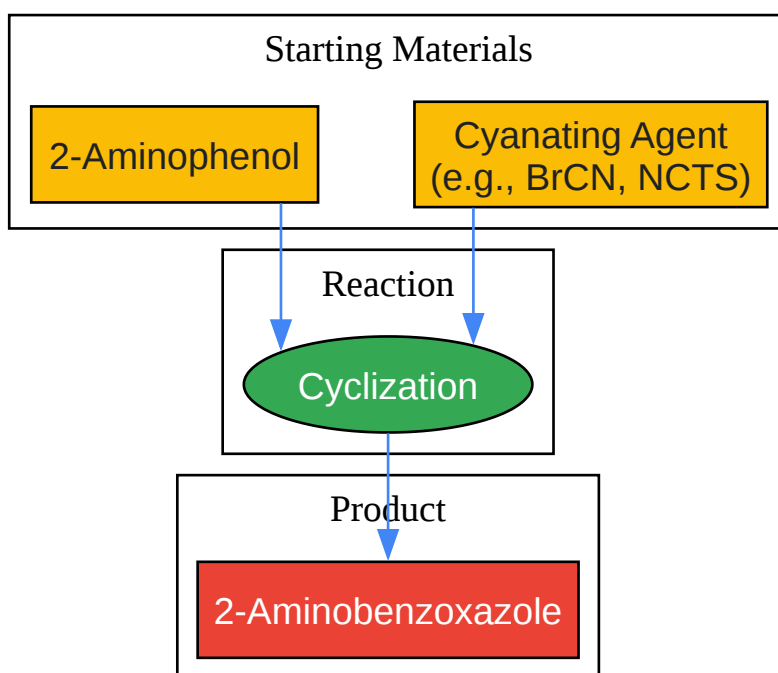 Starting Materials
2-Aminophenol
Cyanating Agent
(e.g., BrCN, NCTS)
Reaction
Cyclization
Product
2-Aminobenzoxazole